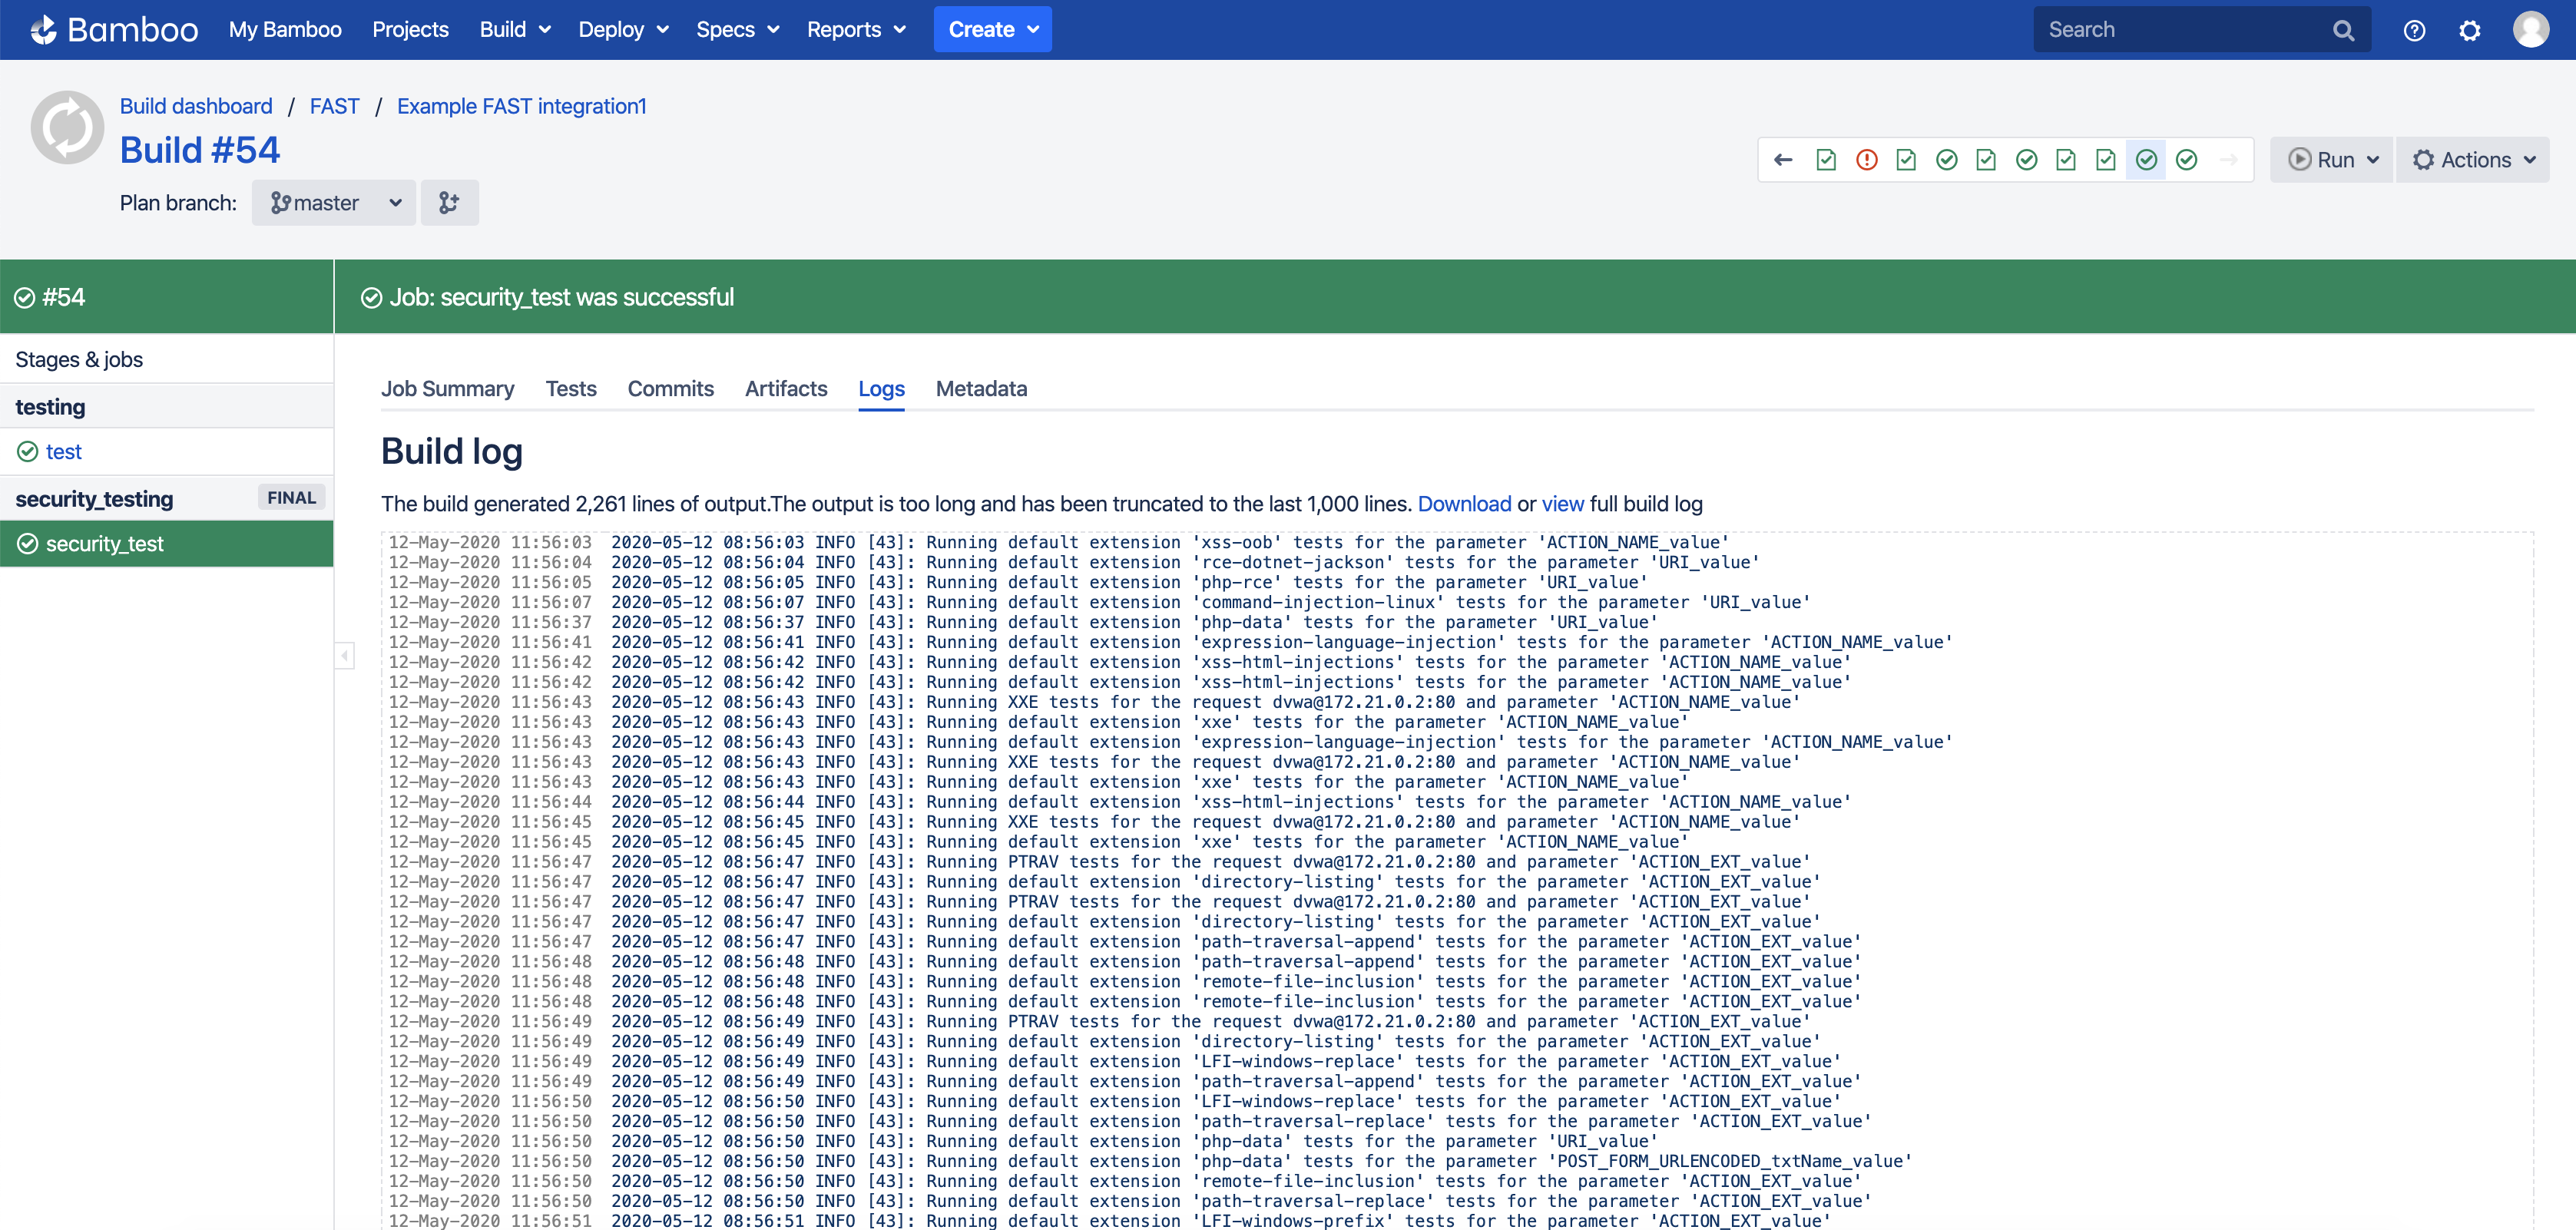 Bamboo My Bamboo Projects Build Deploy Specs Reports Create Search
Build dashboard / FAST / Example FAST integration1
Build #54
Run Actions
Plan branch: master
#54
Job: security_test was successful
Stages & jobs
testing
test
security_testing FINAL
security_test
Job Summary Tests Commits Artifacts Logs Metadata
Build log
The build generated 2,261 lines of output.The output is too long and has been truncated to the last 1,000 lines. Download or view full build log
12-May-2020 11:56:03 2020-05-12 08:56:03 INFO [43]: Running default extension 'xss-oob' tests for the parameter 'ACTION_NAME_value'
12-May-2020 11:56:04 2020-05-12 08:56:04 INFO [43]: Running default extension 'rce-dotnet-jackson' tests for the parameter 'URI_value'
12-May-2020 11:56:05 2020-05-12 08:56:05 INFO [43]: Running default extension 'php-rce' tests for the parameter 'URI_value'
12-May-2020 11:56:07 2020-05-12 08:56:07 INFO [43]: Running default extension 'command-injection-linux' tests for the parameter 'URI_value'
12-May-2020 11:56:37 2020-05-12 08:56:37 INFO [43]: Running default extension 'php-data' tests for the parameter 'URI_value'
12-May-2020 11:56:41 2020-05-12 08:56:41 INFO [43]: Running default extension 'expression-language-injection' tests for the parameter 'ACTION_NAME_value'
12-May-2020 11:56:42 2020-05-12 08:56:42 INFO [43]: Running default extension 'xss-html-injections' tests for the parameter 'ACTION_NAME_value'
12-May-2020 11:56:42 2020-05-12 08:56:42 INFO [43]: Running default extension 'xss-html-injections' tests for the parameter 'ACTION_NAME_value'
12-May-2020 11:56:43 2020-05-12 08:56:43 INFO [43]: Running XXE tests for the request dvwa@172.21.0.2:80 and parameter 'ACTION_NAME_value'
12-May-2020 11:56:43 2020-05-12 08:56:43 INFO [43]: Running default extension 'xxe' tests for the parameter 'ACTION_NAME_value'
12-May-2020 11:56:43 2020-05-12 08:56:43 INFO [43]: Running default extension 'expression-language-injection' tests for the parameter 'ACTION_NAME_value'
12-May-2020 11:56:43 2020-05-12 08:56:43 INFO [43]: Running XXE tests for the request dvwa@172.21.0.2:80 and parameter 'ACTION_NAME_value'
12-May-2020 11:56:43 2020-05-12 08:56:43 INFO [43]: Running default extension 'xxe' tests for the parameter 'ACTION_NAME_value'
12-May-2020 11:56:44 2020-05-12 08:56:44 INFO [43]: Running default extension 'xss-html-injections' tests for the parameter 'ACTION_NAME_value'
12-May-2020 11:56:45 2020-05-12 08:56:45 INFO [43]: Running XXE tests for the request dvwa@172.21.0.2:80 and parameter 'ACTION_NAME_value'
12-May-2020 11:56:45 2020-05-12 08:56:45 INFO [43]: Running default extension 'xxe' tests for the parameter 'ACTION_NAME_value'
12-May-2020 11:56:47 2020-05-12 08:56:47 INFO [43]: Running PTRAV tests for the request dvwa@172.21.0.2:80 and parameter 'ACTION_EXT_value'
12-May-2020 11:56:47 2020-05-12 08:56:47 INFO [43]: Running default extension 'directory-listing' tests for the parameter 'ACTION_EXT_value'
12-May-2020 11:56:47 2020-05-12 08:56:47 INFO [43]: Running PTRAV tests for the request dvwa@172.21.0.2:80 and parameter 'ACTION_EXT_value'
12-May-2020 11:56:47 2020-05-12 08:56:47 INFO [43]: Running default extension 'directory-listing' tests for the parameter 'ACTION_EXT_value'
12-May-2020 11:56:47 2020-05-12 08:56:47 INFO [43]: Running default extension 'path-traversal-append' tests for the parameter 'ACTION_EXT_value'
12-May-2020 11:56:48 2020-05-12 08:56:48 INFO [43]: Running default extension 'path-traversal-append' tests for the parameter 'ACTION_EXT_value'
12-May-2020 11:56:48 2020-05-12 08:56:48 INFO [43]: Running default extension 'remote-file-inclusion' tests for the parameter 'ACTION_EXT_value'
12-May-2020 11:56:48 2020-05-12 08:56:48 INFO [43]: Running default extension 'remote-file-inclusion' tests for the parameter 'ACTION_EXT_value'
12-May-2020 11:56:49 2020-05-12 08:56:49 INFO [43]: Running PTRAV tests for the request dvwa@172.21.0.2:80 and parameter 'ACTION_EXT_value'
12-May-2020 11:56:49 2020-05-12 08:56:49 INFO [43]: Running default extension 'directory-listing' tests for the parameter 'ACTION_EXT_value'
12-May-2020 11:56:49 2020-05-12 08:56:49 INFO [43]: Running default extension 'LFI-windows-replace' tests for the parameter 'ACTION_EXT_value'
12-May-2020 11:56:49 2020-05-12 08:56:49 INFO [43]: Running default extension 'path-traversal-append' tests for the parameter 'ACTION_EXT_value'
12-May-2020 11:56:50 2020-05-12 08:56:50 INFO [43]: Running default extension 'LFI-windows-replace' tests for the parameter 'ACTION_EXT_value'
12-May-2020 11:56:50 2020-05-12 08:56:50 INFO [43]: Running default extension 'path-traversal-replace' tests for the parameter 'ACTION_EXT_value'
12-May-2020 11:56:50 2020-05-12 08:56:50 INFO [43]: Running default extension 'php-data' tests for the parameter 'URI_value'
12-May-2020 11:56:50 2020-05-12 08:56:50 INFO [43]: Running default extension 'php-data' tests for the parameter 'POST_FORM_URLENCODED_txtName_value'
12-May-2020 11:56:50 2020-05-12 08:56:50 INFO [43]: Running default extension 'remote-file-inclusion' tests for the parameter 'ACTION_EXT_value'
12-May-2020 11:56:50 2020-05-12 08:56:50 INFO [43]: Running default extension 'path-traversal-replace' tests for the parameter 'ACTION_EXT_value'
12-May-2020 11:56:51 2020-05-12 08:56:51 INFO [43]: Running default extension 'LFI-windows-prefix' tests for the parameter 'ACTION_EXT_value'